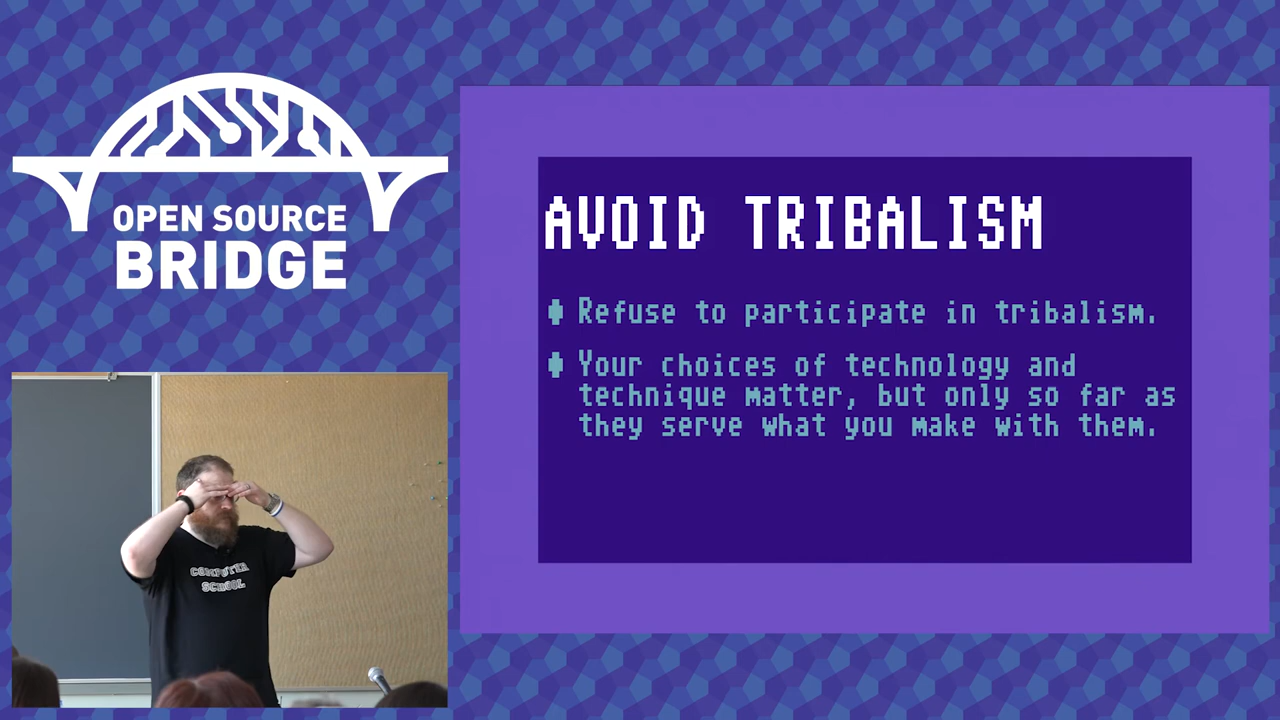 OPEN SOURCE
BRIDGE
AVOID TRIBALISM
Refuse to participate in tribalism.
Your choices of technology and
technique matter, but only so far as
they serve what you make with them.
COMPUTER
SCHOOL